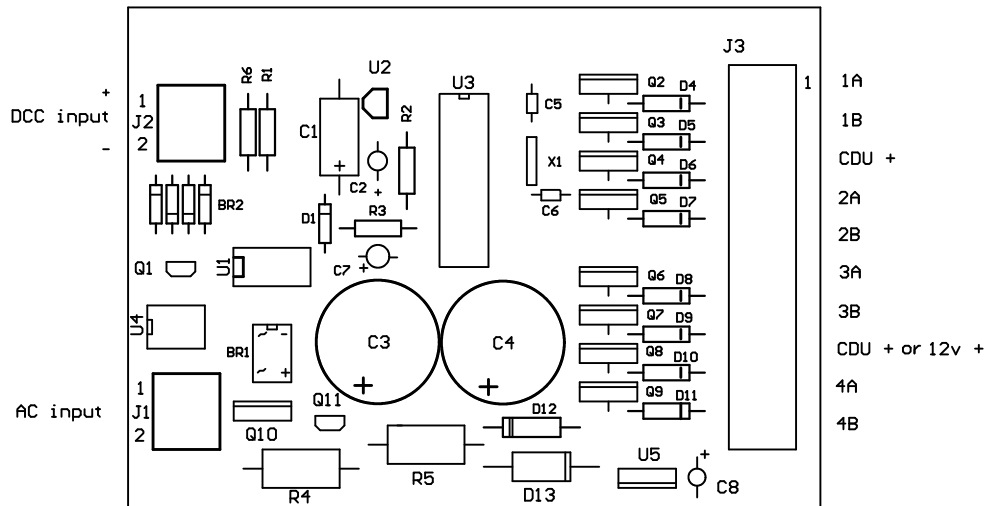 J3
U2
R6
R1
U3
1A
1
Q2
D4
+
1
C5
DCC input
J2
C1
R2
Q3
D5
1B
-
2
+
X1
Q4
D6
CDU +
C2
+
BR2
C6
Q5
D7
2A
D1
R3
2B
Q1
U1
C7
+
Q6
D8
3A
U4
Q7
D9
3B
BR1
~
-
~
+
C3
C4
Q8
D10
CDU + or 12v +
+
+
1
Q9
D11
4A
AC input
J1
Q11
D12
2
Q10
4B
R4
R5
D13
U5
+
C8